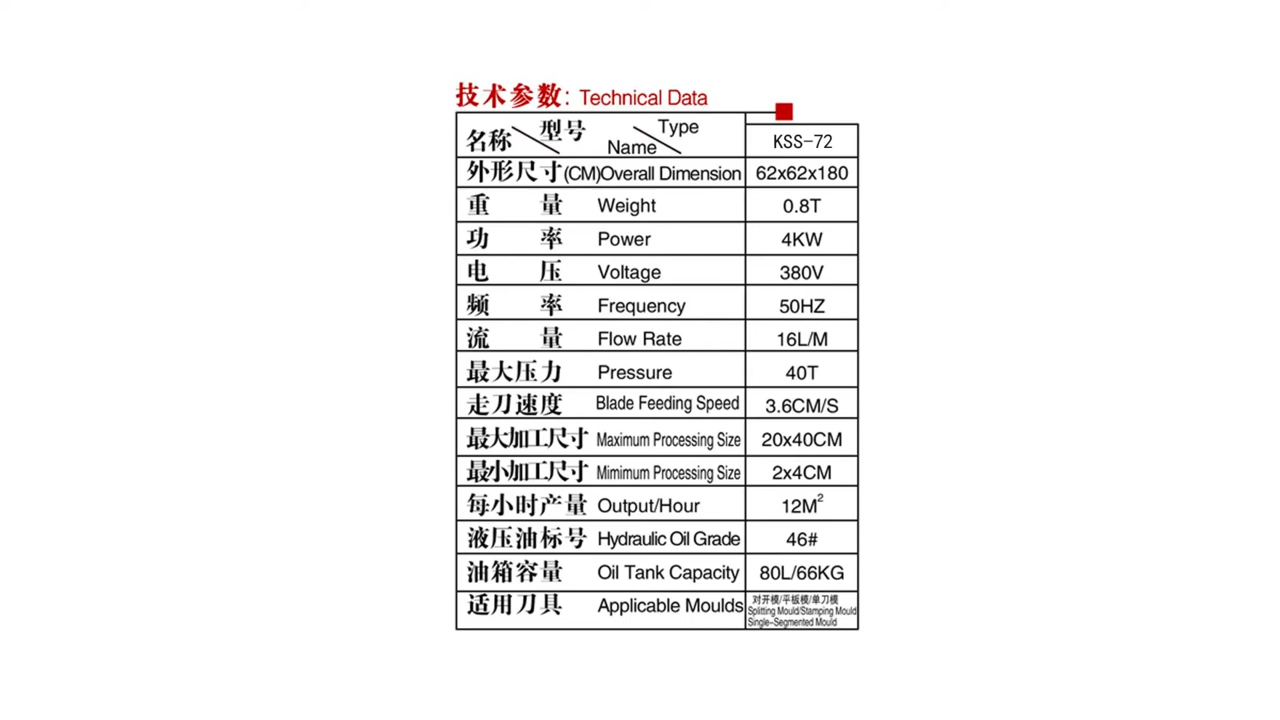 技术参数: Technical Data
名称 型号 Name Type KSS-72
外形尺寸(CM)Overall Dimension 62x62x180
重量 Weight 0.8T
功率 Power 4KW
电压 Voltage 380V
频率 Frequency 50HZ
流量 Flow Rate 16L/M
最大压力 Pressure 40T
走刀速度 Blade Feeding Speed 3.6CM/S
最大加工尺寸 Maximum Processing Size 20x40CM
最小加工尺寸 Mimimum Processing Size 2x4CM
每小时产量 Output/Hour 12M²
液压油标号 Hydraulic Oil Grade 46#
油箱容量 Oil Tank Capacity 80L/66KG
适用刀具 Applicable Moulds 对开模/平板模/单刀模
Splitting Mould/Stamping Mould
Single-Segmented Mould